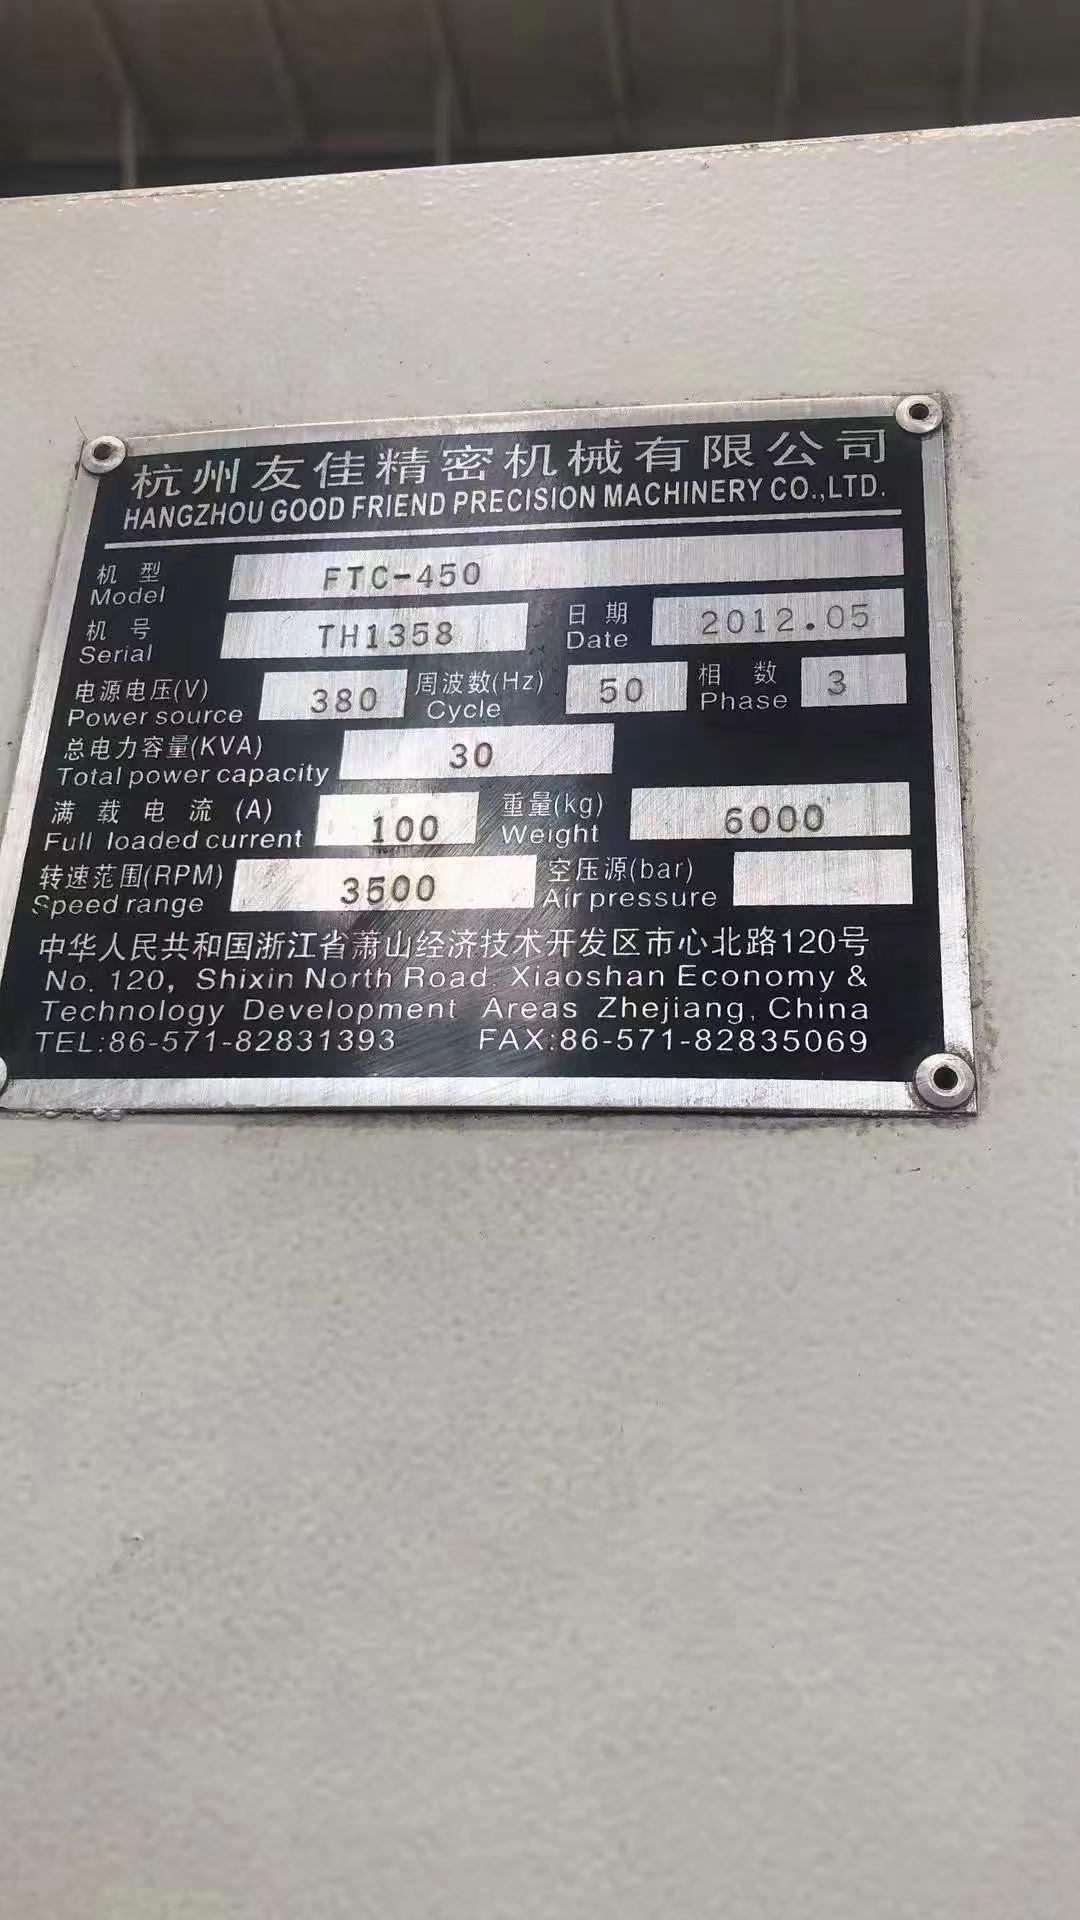 杭州友佳精密机械有限公司
HANGZHOU GOOD FRIEND PRECISION MACHINERY CO.,LTD.
机 型 FTC-450
Model
机 号 TH1358 日 期 2012.05
Serial Date
电源电压(V) 380 周波数(Hz) 50 相 数 3
Power source Cycle Phase
总电力容量(KVA) 30
Total power capacity
满 载 电 流 (A) 100 重量(kg) 6000
Full loaded current Weight
转速范围(RPM) 3500 空压源(bar)
Speed range Air pressure
中华人民共和国浙江省萧山经济技术开发区市心北路120号
No. 120, Shixin North Road. Xiaoshan Economy &
Technology Development Areas Zhejiang, China
TEL:86-571-82831393 FAX:86-571-82835069